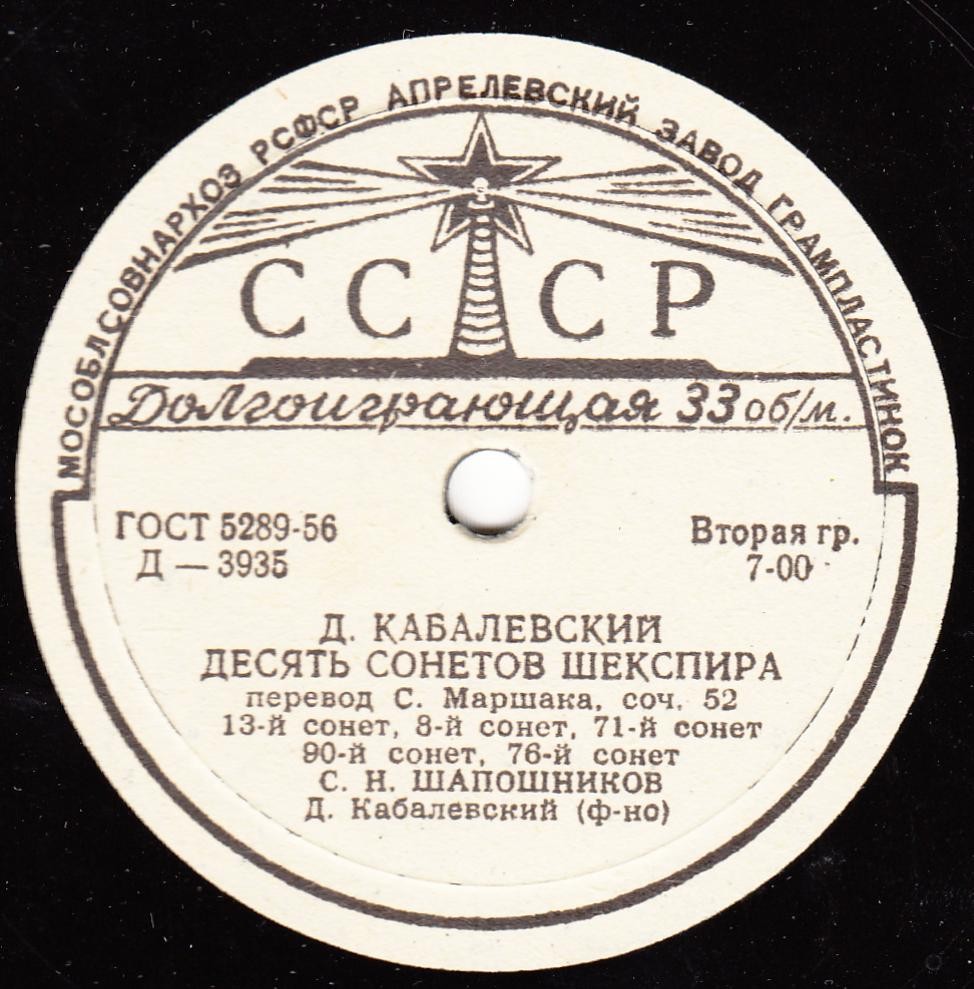 МОСОБЛСОВНАРХОЗ РСФСР АПРЕЛЕВСКИЙ ЗАВОД ГРАМПЛАСТИНОК
СССР
Долгоиграющая 33 об/м.
ГОСТ 5289-56
Д — 3935
Вторая гр.
7-00
Д. КАБАЛЕВСКИЙ
ДЕСЯТЬ СОНЕТОВ ШЕКСПИРА
перевод С. Маршака, соч. 52
13-й сонет, 8-й сонет, 71-й сонет
90-й сонет, 76-й сонет
С. Н. ШАПОШНИКОВ
Д. Кабалевский (ф-но)